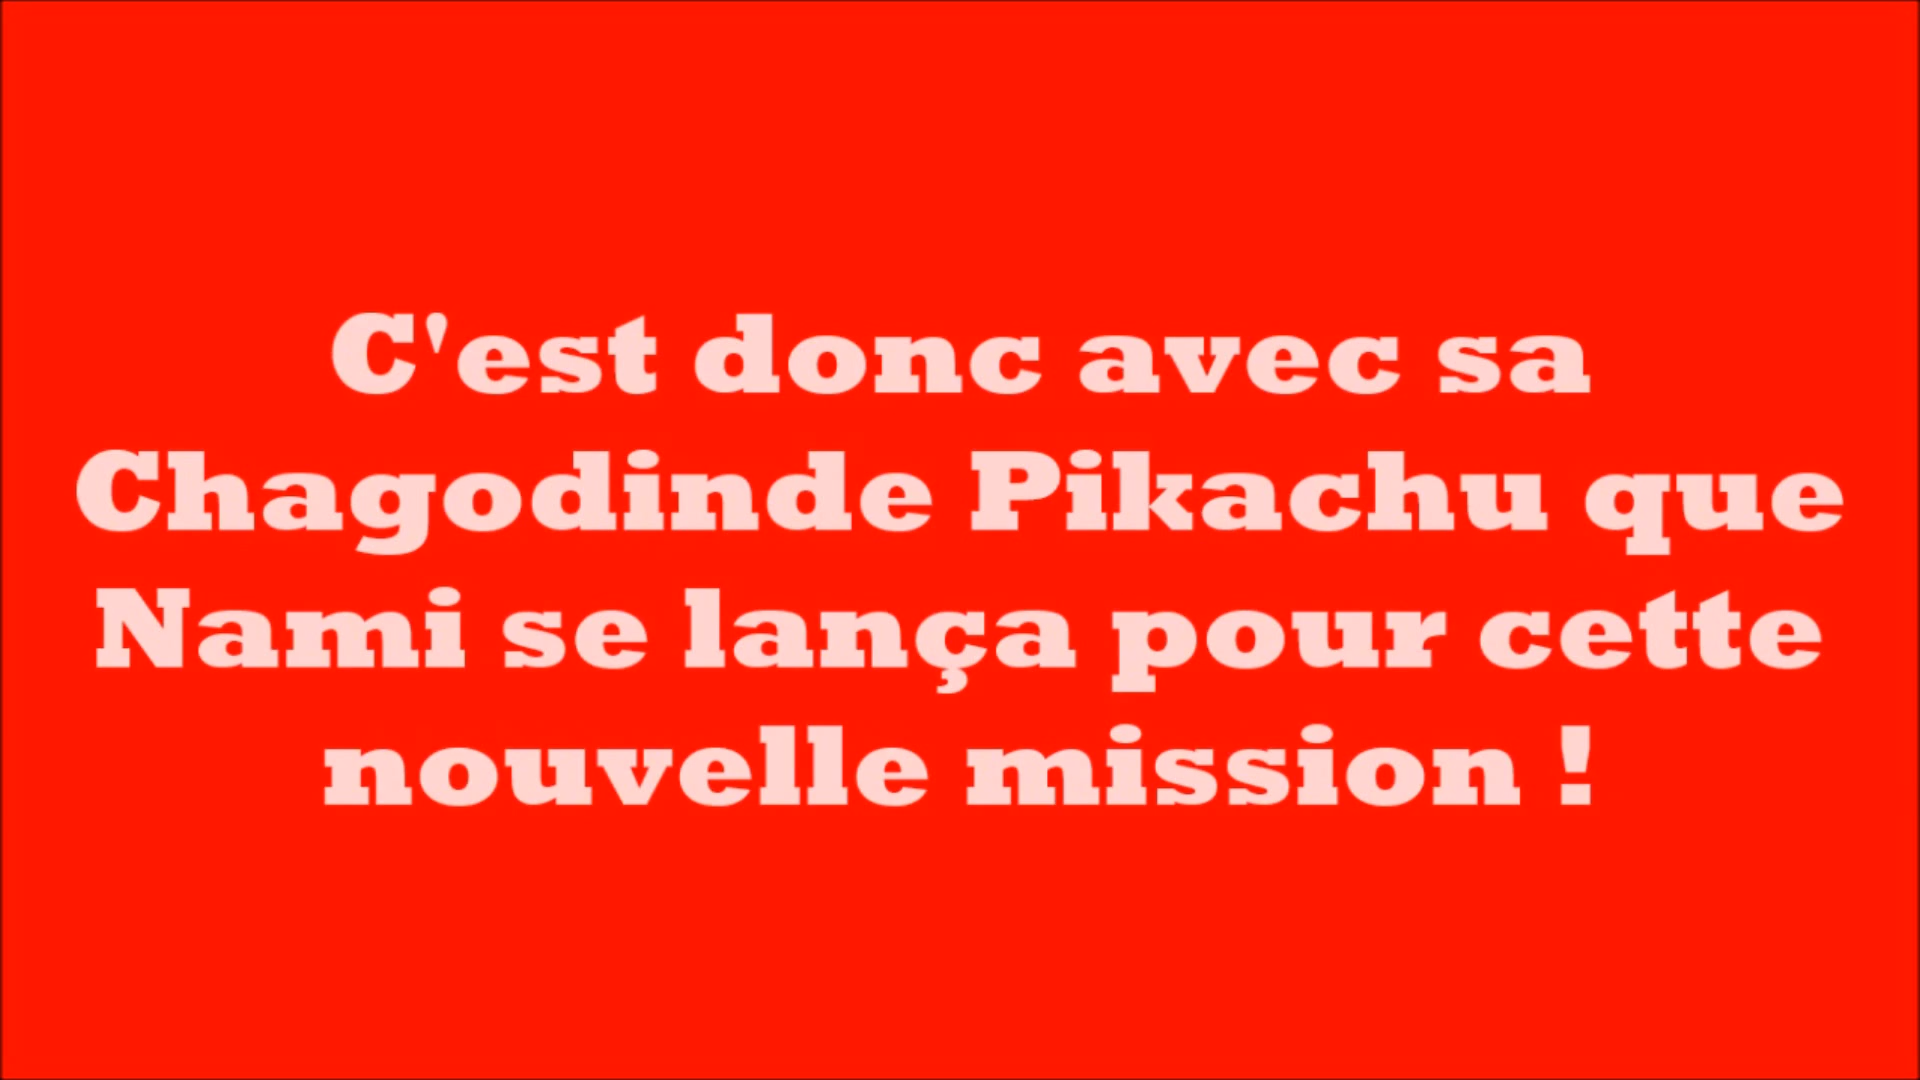 C'est donc avec sa
Chagodinde Pikachu que
Nami se lança pour cette
nouvelle mission !